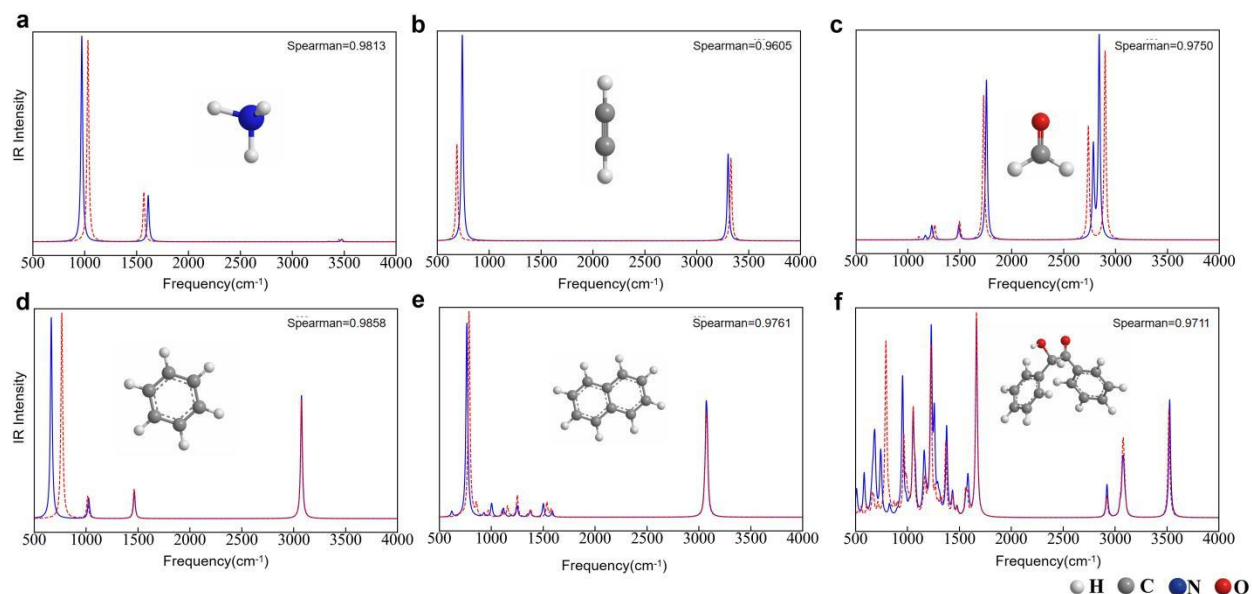 a
Spearman=0.9813
IR Intensity
500 1000 1500 2000 2500 3000 3500 4000
Frequency(cm-1)
b
Spearman=0.9605
500 1000 1500 2000 2500 3000 3500 4000
Frequency(cm-1)
c
Spearman=0.9750
500 1000 1500 2000 2500 3000 3500 4000
Frequency(cm-1)
d
Spearman=0.9858
IR Intensity
500 1000 1500 2000 2500 3000 3500 4000
Frequency(cm-1)
e
Spearman=0.9761
500 1000 1500 2000 2500 3000 3500 4000
Frequency(cm-1)
f
Spearman=0.9711
500 1000 1500 2000 2500 3000 3500 4000
Frequency(cm-1)
H C N O